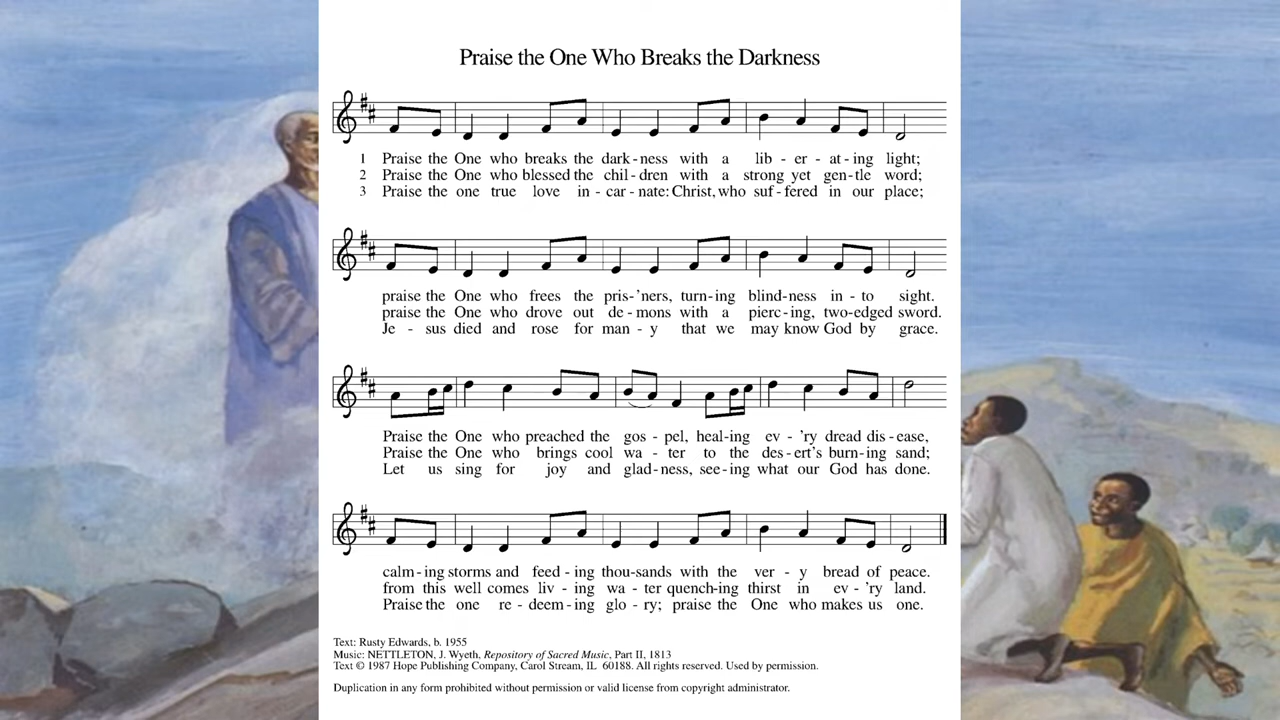 Praise the One Who Breaks the Darkness
1 Praise the One who breaks the dark - ness with a lib - er - at - ing light;
2 Praise the One who blessed the chil - dren with a strong yet gen - tle word;
3 Praise the one true love in - car - nate: Christ, who suf - fered in our place;
praise the One who frees the pris - 'ners, turn - ing blind - ness in - to sight.
praise the One who drove out de - mons with a pierc - ing, two-edged sword.
Je - sus died and rose for man - y that we may know God by grace.
Praise the One who preached the gos - pel, heal - ing ev - 'ry dread dis - ease,
Praise the One who brings cool wa - ter to the des - ert's burn - ing sand;
Let us sing for joy and glad - ness, see - ing what our God has done.
calm - ing storms and feed - ing thou - sands with the ver - y bread of peace.
from this well comes liv - ing wa - ter quench - ing thirst in ev - 'ry land.
Praise the one re - deem - ing glo - ry; praise the One who makes us one.
Text: Rusty Edwards, b. 1955
Music: NETTLETON, J. Wyeth, Repository of Sacred Music, Part II, 1813
Text © 1987 Hope Publishing Company, Carol Stream, IL 60188. All rights reserved. Used by permission.
Duplication in any form prohibited without permission or valid license from copyright administrator.